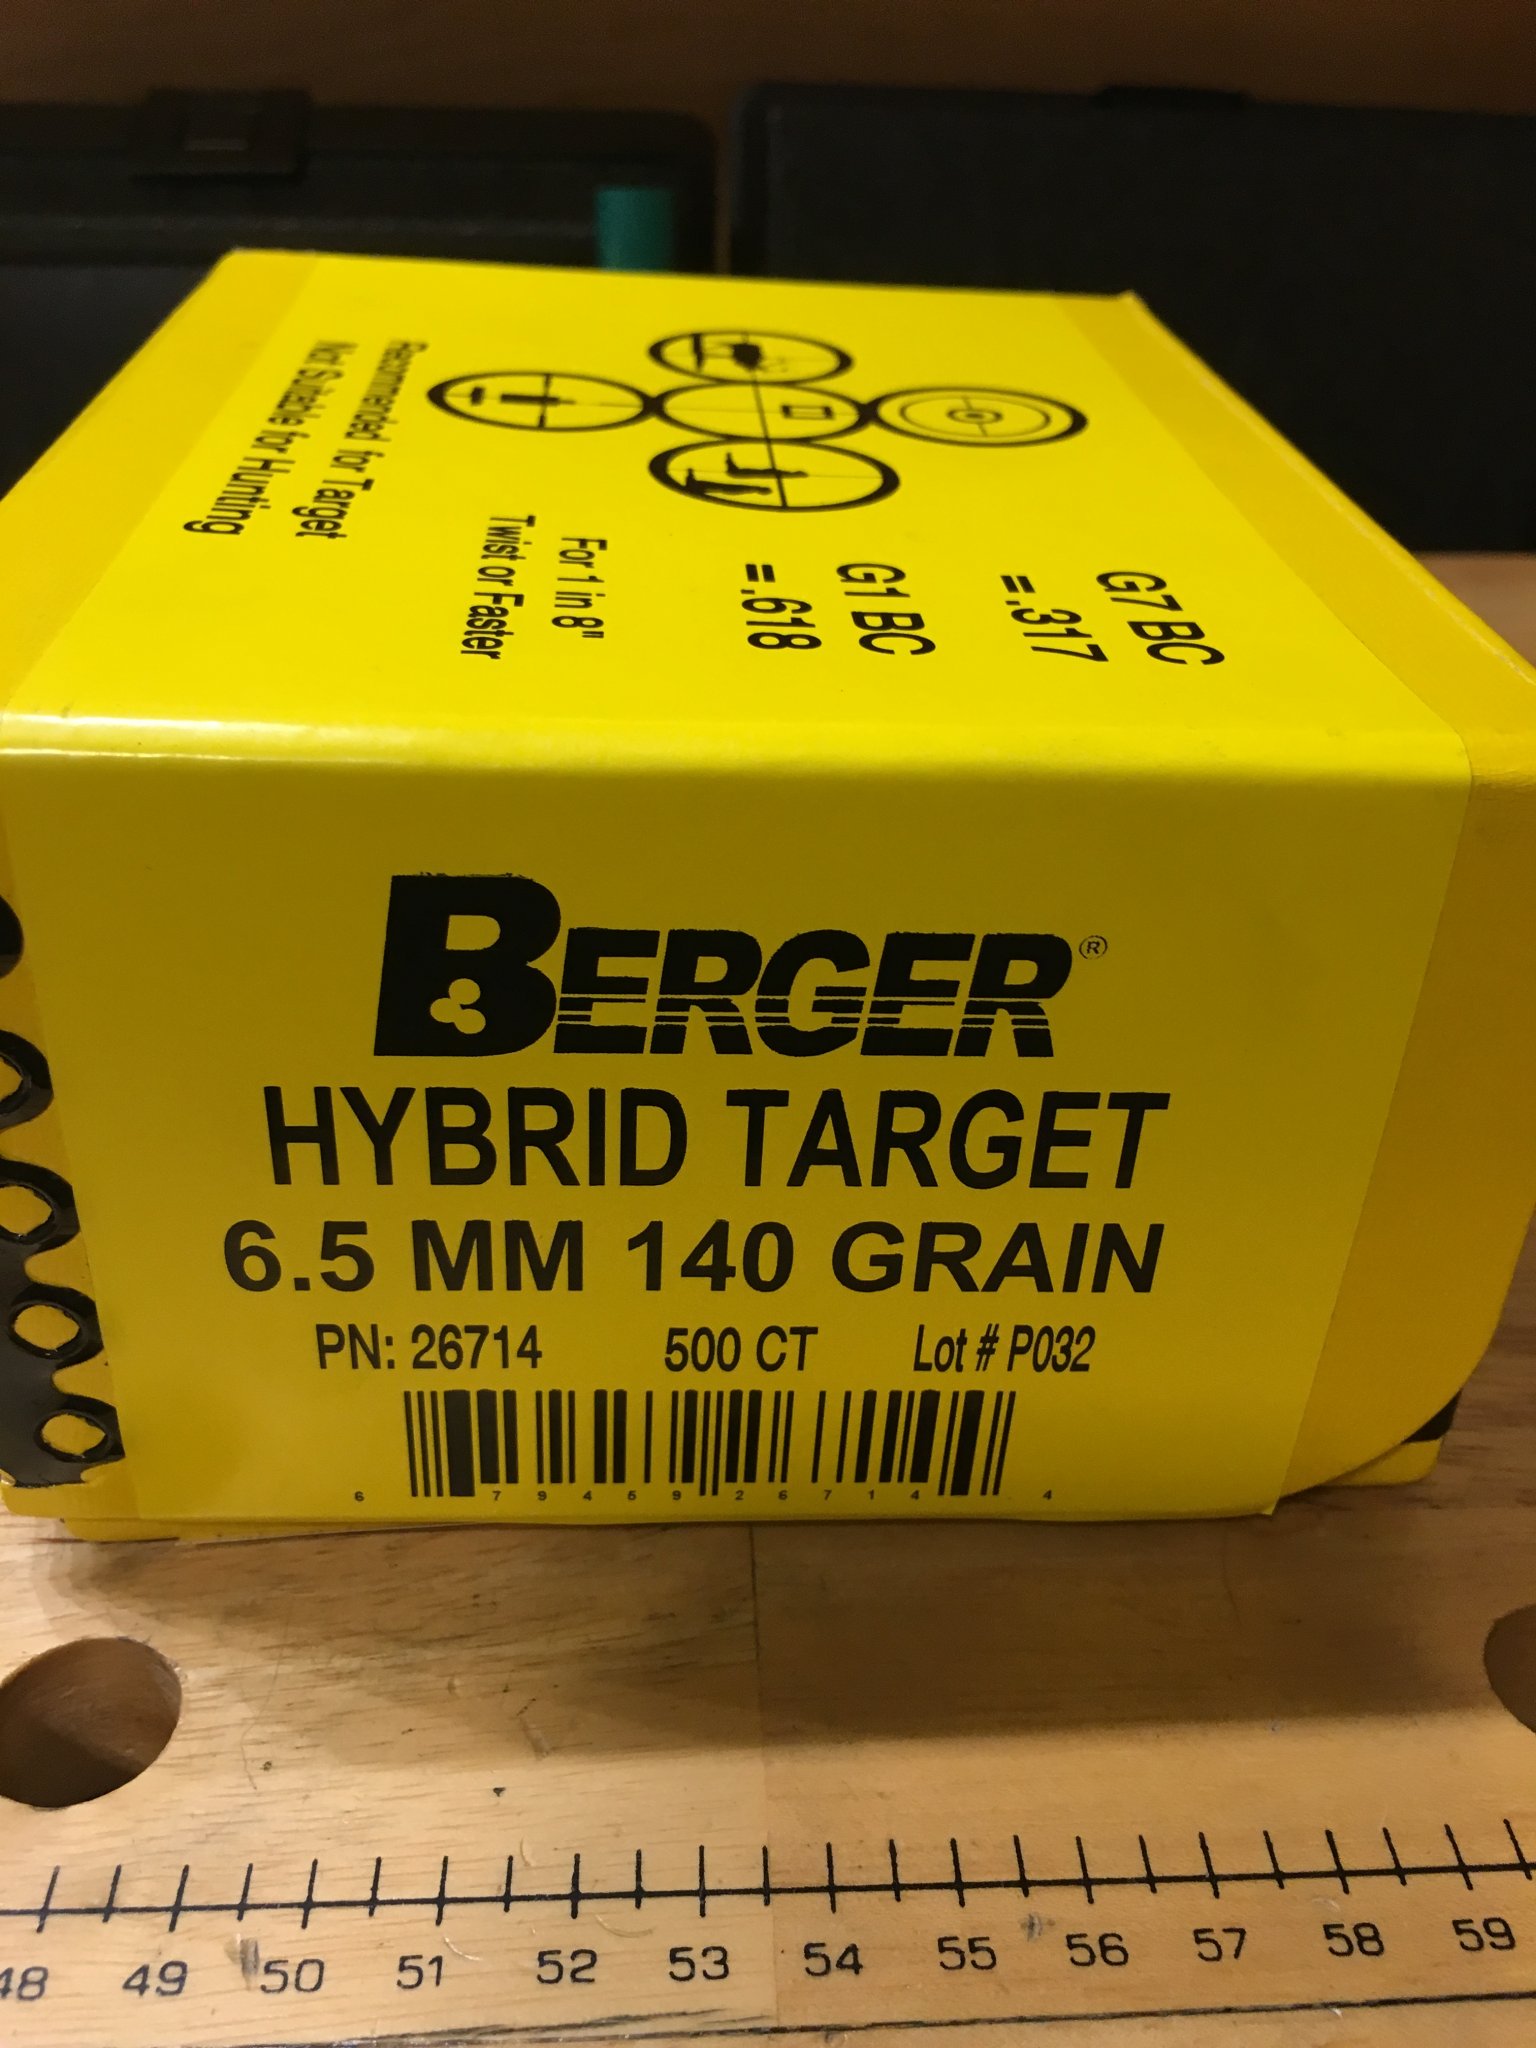 G7 BC
= .317
G1 BC
= .618
For 1 in 8"
Twist or Faster
Recommended for Target
Not Suitable for Hunting
BERGER®
HYBRID TARGET
6.5 MM 140 GRAIN
PN: 26714 500 CT Lot # P032
6 79459 26714 4
48 49 50 51 52 53 54 55 56 57 58 59